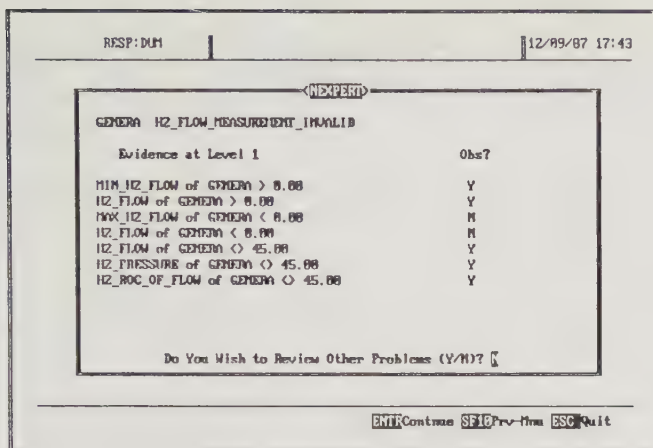 RESP:DUM 12/09/87 17:43
<NEXPERT>
GENERA H2_FLOW_MEASUREMENT_INVALID
Evidence at Level 1 Obs?
MIN_H2_FLOW of GENERA > 0.00 Y
H2_FLOW of GENERA > 0.00 Y
MAX_H2_FLOW of GENERA < 0.00 N
H2_FLOW of GENERA < 0.00 N
H2_FLOW of GENERA <> 45.00 Y
H2_PRESSURE of GENERA <> 45.00 Y
H2_ROC_OF_FLOW of GENERA <> 45.00 Y
Do You Wish to Review Other Problems (Y/N)?
ENTR Continue SF10 Prv-Mnu ESC Quit